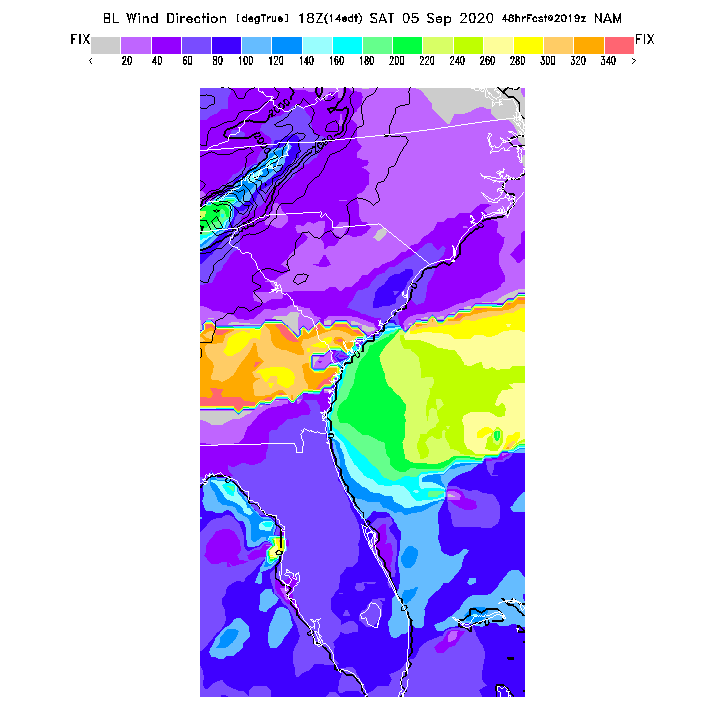 BL Wind Direction [degTrue] 18Z(14edt) SAT 05 Sep 2020 48hrFcst@2019z NAM
FIX FIX
< 20 40 60 80 100 120 140 160 180 200 220 240 260 280 300 320 340 >